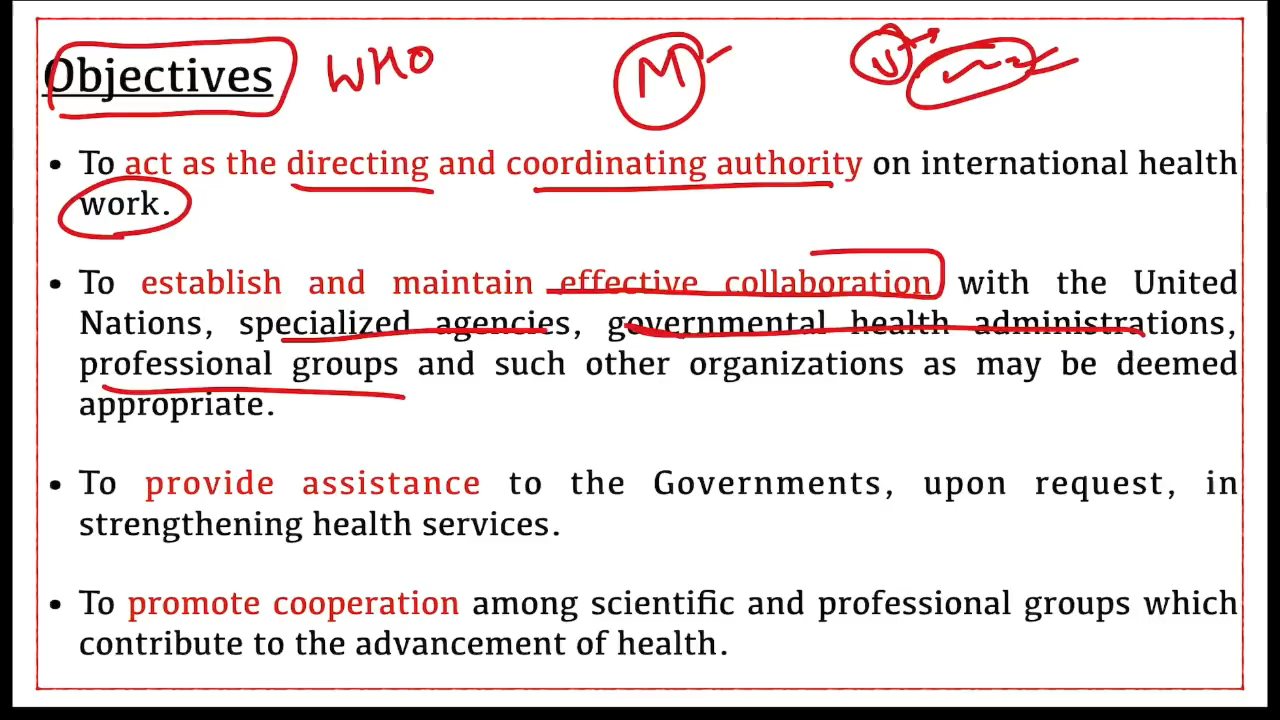 Objectives WHO M
• To act as the directing and coordinating authority on international health
work.
• To establish and maintain effective collaboration with the United
Nations, specialized agencies, governmental health administrations,
professional groups and such other organizations as may be deemed
appropriate.
• To provide assistance to the Governments, upon request, in
strengthening health services.
• To promote cooperation among scientific and professional groups which
contribute to the advancement of health.